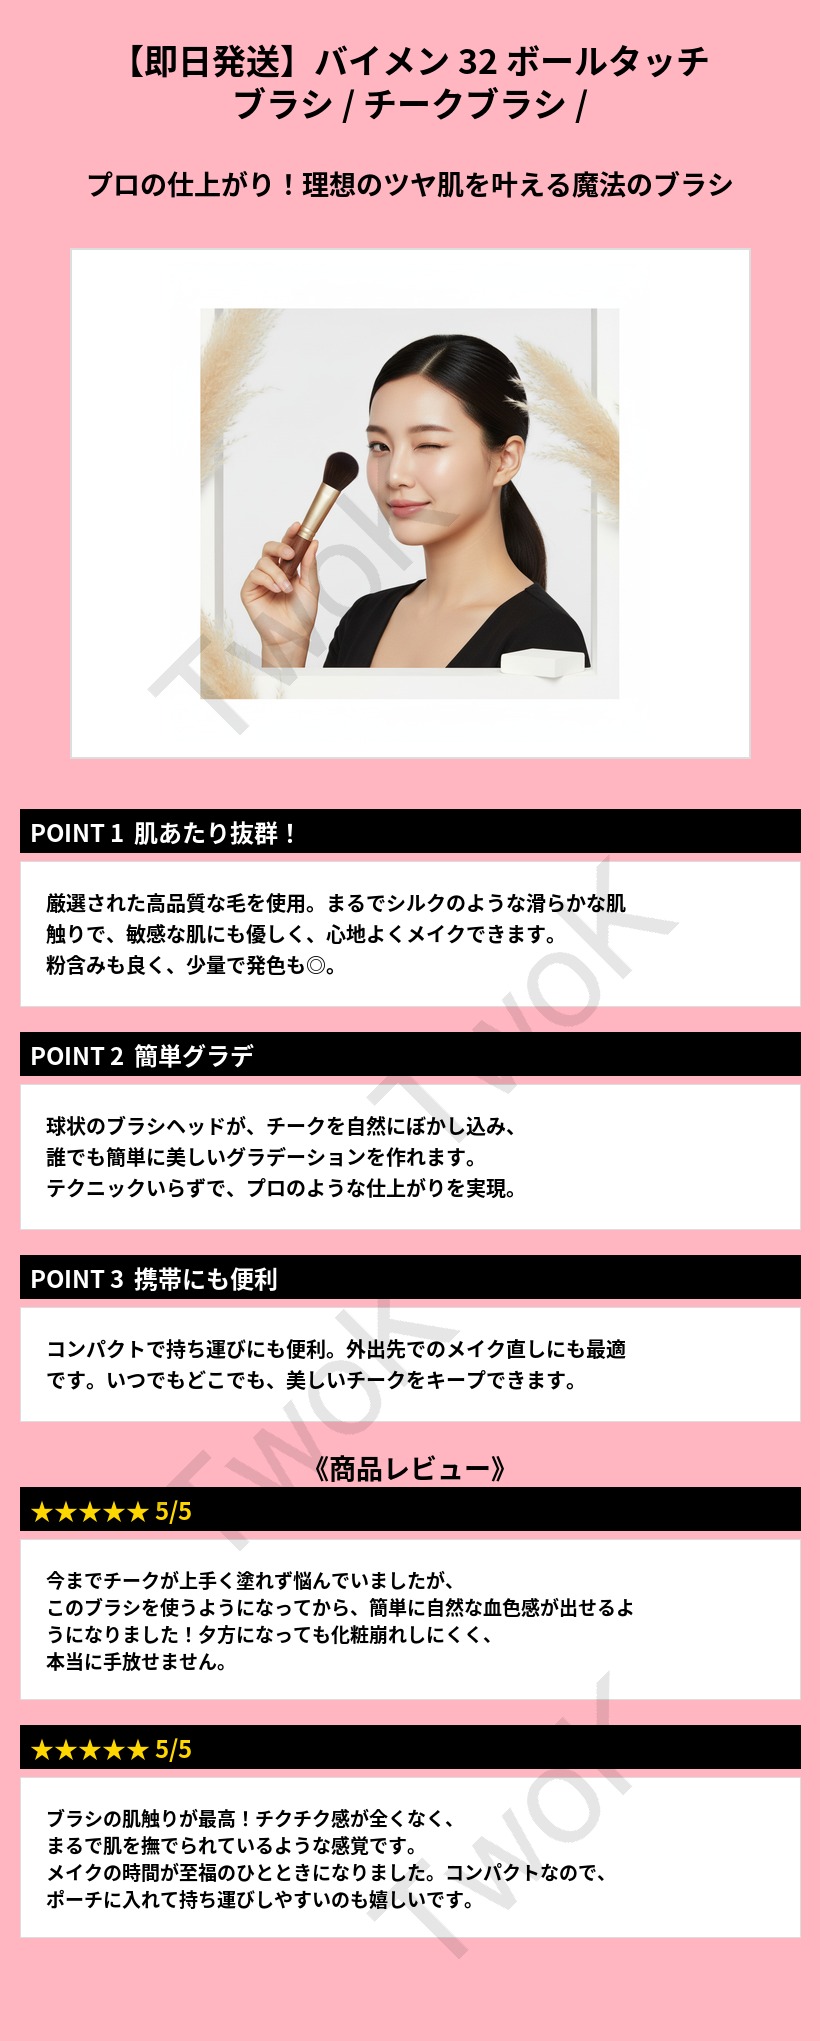 【即日発送】バイメン 32 ボールタッチ
ブラシ / チークブラシ /
プロの仕上がり！理想のツヤ肌を叶える魔法のブラシ
TwoK
POINT 1 肌あたり抜群！
厳選された高品質な毛を使用。まるでシルクのような滑らかな肌
触りで、敏感な肌にも優しく、心地よくメイクできます。
粉含みも良く、少量で発色も◎。
TwoK
POINT 2 簡単グラデ
球状のブラシヘッドが、チークを自然にぼかし込み、
誰でも簡単に美しいグラデーションを作れます。
テクニックいらずで、プロのような仕上がりを実現。
POINT 3 携帯にも便利
コンパクトで持ち運びにも便利。外出先でのメイク直しにも最適
です。いつでもどこでも、美しいチークをキープできます。
TwoK
《商品レビュー》
★★★★★ 5/5
今までチークが上手く塗れず悩んでいましたが、
このブラシを使うようになってから、簡単に自然な血色感が出せるよ
うになりました！夕方になっても化粧崩れしにくく、
本当に手放せません。
★★★★★ 5/5
ブラシの肌触りが最高！チクチク感が全くなく、
まるで肌を撫でられているような感覚です。
メイクの時間が至福のひとときになりました。コンパクトなので、
ポーチに入れて持ち運びしやすいのも嬉しいです。
TwoK